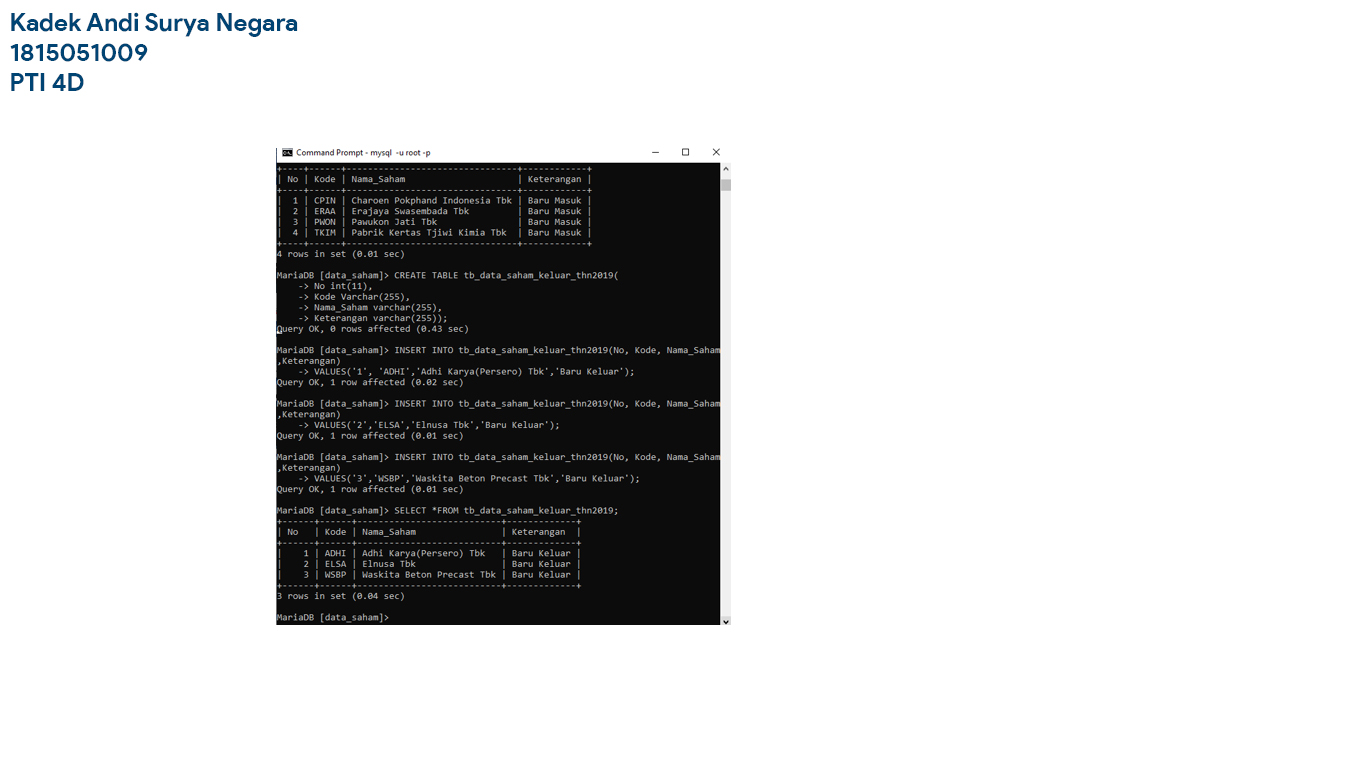 Kadek Andi Surya Negara
1815051009
PTI 4D
Command Prompt - mysql  -u root -p
+----+------+--------------------------------+------------+
| No | Kode | Nama_Saham                     | Keterangan |
+----+------+--------------------------------+------------+
|  1 | CPIN | Charoen Pokphand Indonesia Tbk | Baru Masuk |
|  2 | ERAA | Erajaya Swasembada Tbk         | Baru Masuk |
|  3 | PWON | Pawukon Jati Tbk               | Baru Masuk |
|  4 | TKIM | Pabrik Kertas Tjiwi Kimia Tbk  | Baru Masuk |
+----+------+--------------------------------+------------+
4 rows in set (0.01 sec)
MariaDB [data_saham]> CREATE TABLE tb_data_saham_keluar_thn2019(
    -> No int(11),
    -> Kode Varchar(255),
    -> Nama_Saham varchar(255),
    -> Keterangan varchar(255));
Query OK, 0 rows affected (0.43 sec)
MariaDB [data_saham]> INSERT INTO tb_data_saham_keluar_thn2019(No, Kode, Nama_Saham
,Keterangan)
    -> VALUES('1', 'ADHI','Adhi Karya(Persero) Tbk','Baru Keluar');
Query OK, 1 row affected (0.02 sec)
MariaDB [data_saham]> INSERT INTO tb_data_saham_keluar_thn2019(No, Kode, Nama_Saham
,Keterangan)
    -> VALUES('2','ELSA','Elnusa Tbk','Baru Keluar');
Query OK, 1 row affected (0.01 sec)
MariaDB [data_saham]> INSERT INTO tb_data_saham_keluar_thn2019(No, Kode, Nama_Saham
,Keterangan)
    -> VALUES('3','WSBP','Waskita Beton Precast Tbk','Baru Keluar');
Query OK, 1 row affected (0.01 sec)
MariaDB [data_saham]> SELECT *FROM tb_data_saham_keluar_thn2019;
+------+------+---------------------------+-------------+
| No   | Kode | Nama_Saham                | Keterangan  |
+------+------+---------------------------+-------------+
|    1 | ADHI | Adhi Karya(Persero) Tbk   | Baru Keluar |
|    2 | ELSA | Elnusa Tbk                | Baru Keluar |
|    3 | WSBP | Waskita Beton Precast Tbk | Baru Keluar |
+------+------+---------------------------+-------------+
3 rows in set (0.04 sec)
MariaDB [data_saham]>